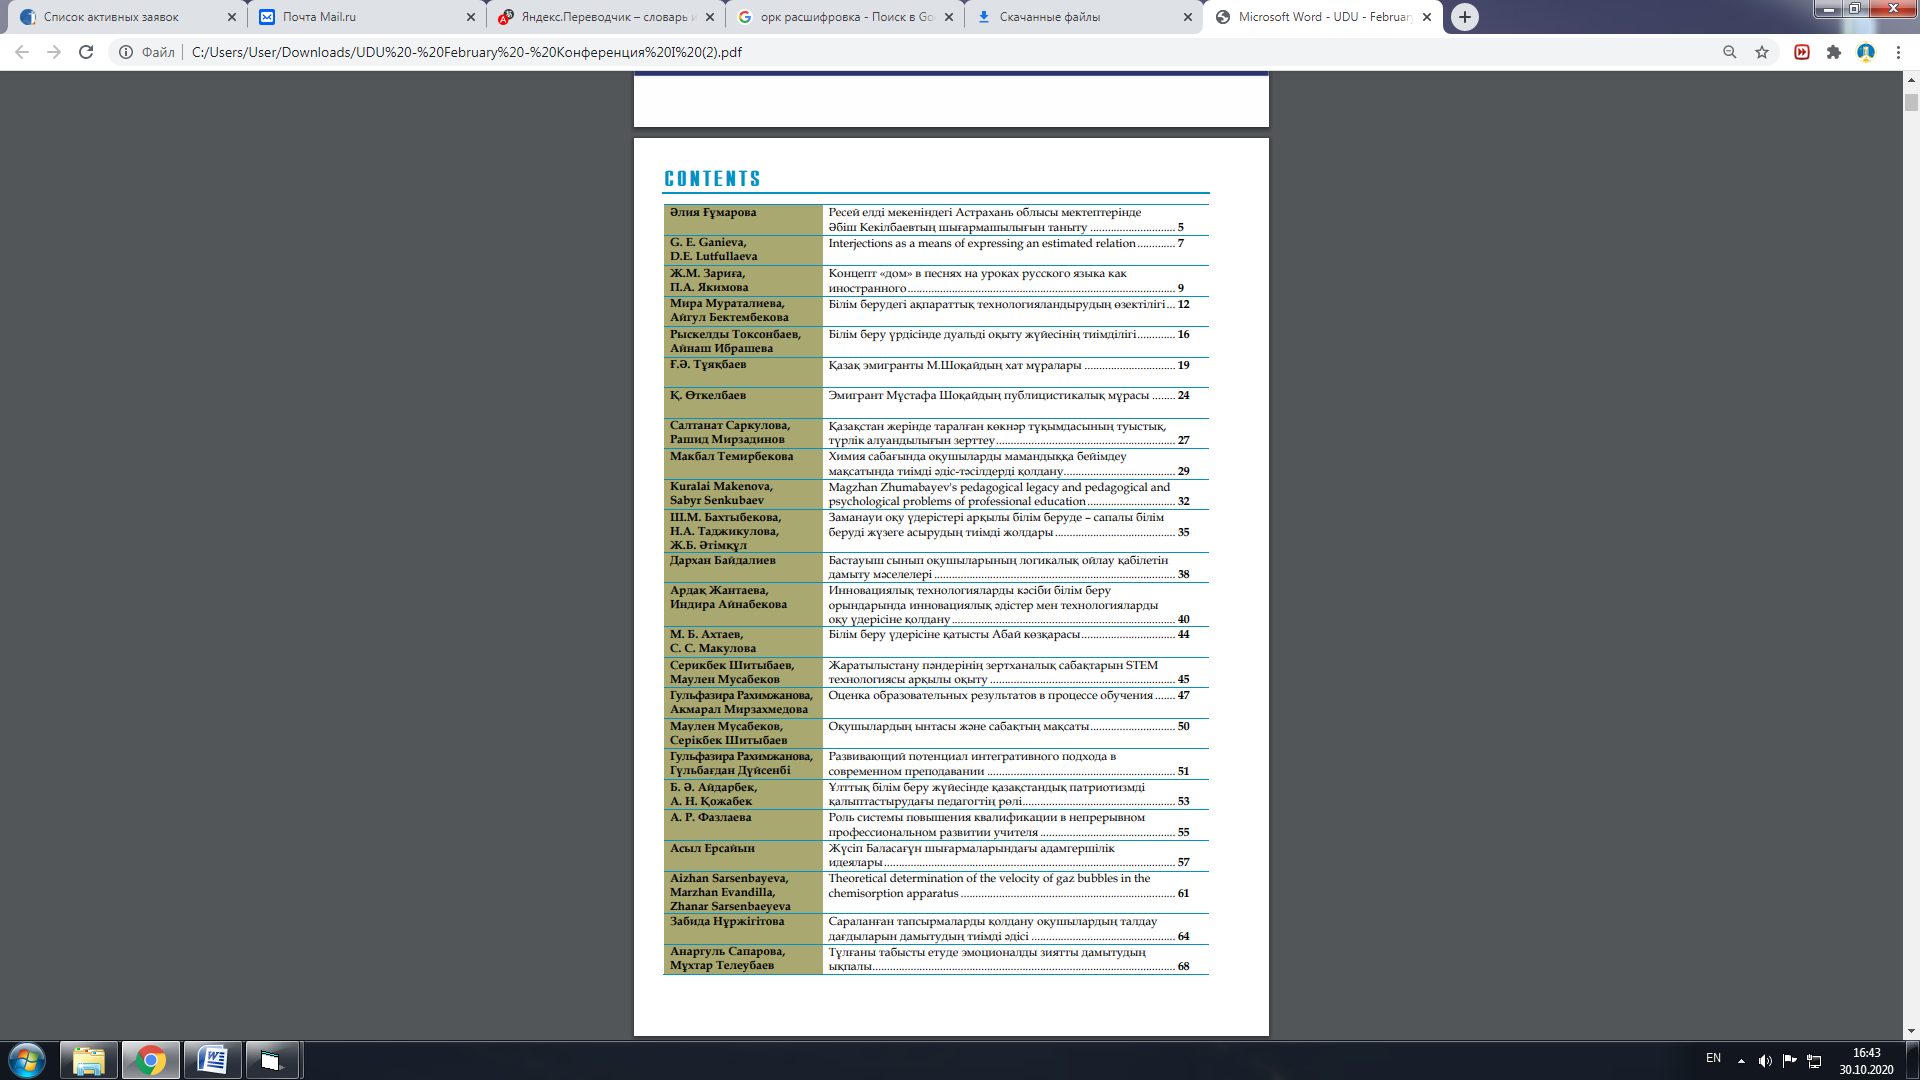 Список активных заявок
Почта Mail.ru
Яндекс.Переводчик – словарь и
орк расшифровка - Поиск в Go
Скачанные файлы
Microsoft Word - UDU - February
Файл
C:/Users/User/Downloads/UDU%20-%20February%20-%20Конференция%20I%20(2).pdf
CONTENTS
Әлия Ғұмарова
Ресей елді мекеніндегі Астрахань облысы мектептерінде
Әбіш Кекілбаевтың шығармашылығын таныту ............................. 5
G. E. Ganieva,
D.E. Lutfullaeva
Interjections as a means of expressing an estimated relation ............. 7
Ж.М. Зариға,
П.А. Якимова
Концепт «дом» в песнях на уроках русского языка как
иностранного ........................................................................................... 9
Мира Мураталиева,
Айгул Бектембекова
Білім берудегі ақпараттық технологияландырудың өзектілігі ... 12
Рыскелды Токсонбаев,
Айнаш Ибрашева
Білім беру үрдісінде дуальді оқыту жүйесінің тиімділігі ............. 16
Ғ.Ә. Тұяқбаев
Қазақ эмигранты М.Шоқайдың хат мұралары ............................... 19
Қ. Өткелбаев
Эмигрант Мұстафа Шоқайдың публицистикалық мұрасы ........ 24
Салтанат Саркулова,
Рашид Мирзадинов
Қазақстан жерінде таралған көкнәр тұқымдасының туыстық,
түрлік алуандылығын зерттеу ............................................................. 27
Макбал Темирбекова
Химия сабағында оқушыларды мамандыққа бейімдеу
мақсатында тиімді әдіс-тәсілдерді қолдану ...................................... 29
Kuralai Makenova,
Sabyr Senkubaev
Magzhan Zhumabayev's pedagogical legacy and pedagogical and
psychological problems of professional education .............................. 32
Ш.М. Бахтыбекова,
Н.А. Таджикулова,
Ж.Б. Әтімқұл
Заманауи оқу үдерістері арқылы білім беруде – сапалы білім
беруді жүзеге асырудың тиімді жолдары ......................................... 35
Дархан Байдалиев
Бастауыш сынып оқушыларының логикалық ойлау қабілетін
дамыту мәселелері .................................................................................. 38
Ардақ Жантаева,
Индира Айнабекова
Инновациялық технологияларды кәсіби білім беру
орындарында инновациялық әдістер мен технологияларды
оқу үдерісіне қолдану ............................................................................ 40
М. Б. Ахтаев,
С. С. Макулова
Білім беру үдерісіне қатысты Абай көзқарасы ................................ 44
Серикбек Шитыбаев,
Маулен Мусабеков
Жаратылыстану пәндерінің зертханалық сабақтарын STEM
технологиясы арқылы оқыту ............................................................... 45
Гульфазира Рахимжанова,
Акмарал Мирзахмедова
Оценка образовательных результатов в процессе обучения ....... 47
Маулен Мусабеков,
Серікбек Шитыбаев
Оқушылардың ынтасы және сабақтың мақсаты ............................. 50
Гульфазира Рахимжанова,
Гүльбағдан Дүйсенбі
Развивающий потенциал интегративного подхода в
современном преподавании ................................................................ 51
Б. Ә. Айдарбек,
А. Н. Қожабек
Ұлттық білім беру жүйесінде қазақстандық патриотизмді
қалыптастырудағы педагогтің рөлі .................................................... 53
А. Р. Фазлаева
Роль системы повышения квалификации в непрерывном
профессиональном развитии учителя .............................................. 55
Асыл Ерсайын
Жүсіп Баласағұн шығармаларындағы адамгершілік
идеялары ................................................................................................... 57
Aizhan Sarsenbayeva,
Marzhan Evandilla,
Zhanar Sarsenbaeyeva
Theoretical determination of the velocity of gaz bubbles in the
chemisorption apparatus ......................................................................... 61
Забида Нұржігітова
Сараланған тапсырмаларды қолдану оқушылардың талдау
дағдыларын дамытудың тиімді әдісі ................................................. 64
Анаргуль Сапарова,
Мұхтар Телеубаев
Тұлғаны табысты етуде эмоционалды зиятты дамытудың
ықпалы....................................................................................................... 68
EN
16:43
30.10.2020